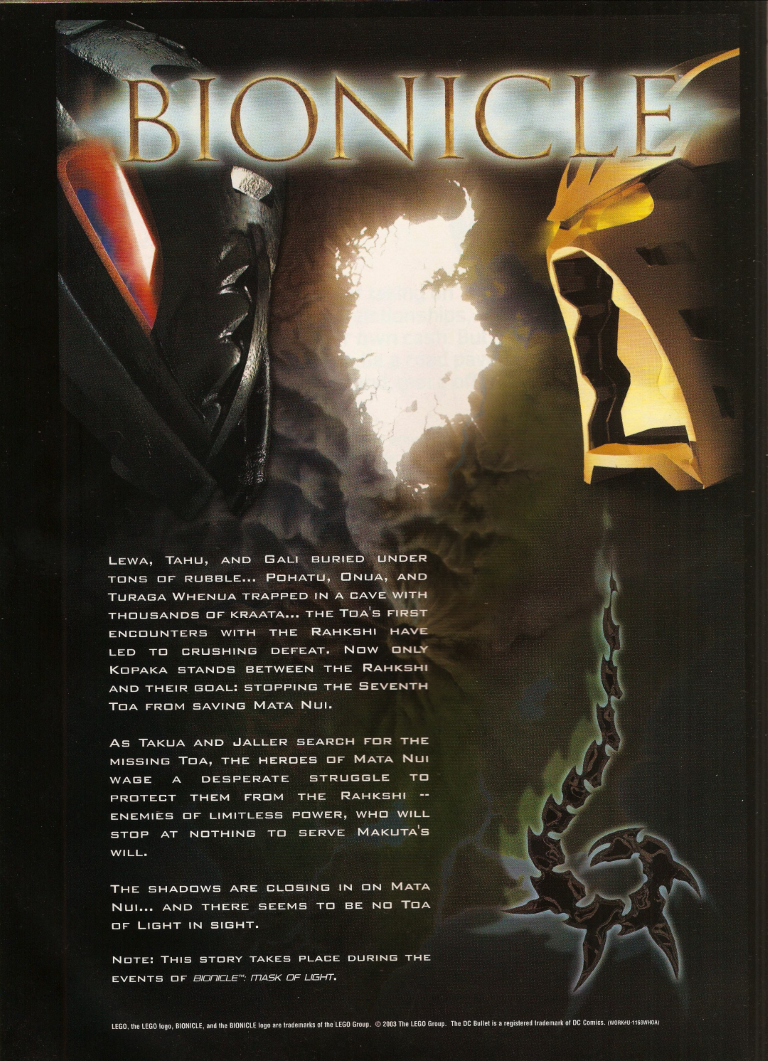 BIONICLE
Lewa, Tahu, and Gali buried under
tons of rubble... Pohatu, Onua, and
Turaga Whenua trapped in a cave with
thousands of kraata... the Toa's first
encounters with the Rahkshi have
led to crushing defeat. Now only
Kopaka stands between the Rahkshi
and their goal: stopping the Seventh
Toa from saving Mata Nui.
As Takua and Jaller search for the
missing Toa, the heroes of Mata Nui
wage a desperate struggle to
protect them from the Rahkshi --
enemies of limitless power, who will
stop at nothing to serve Makuta's
will.
The shadows are closing in on Mata
Nui... and there seems to be no Toa
of Light in sight.
Note: This story takes place during the
events of BIONICLE™: MASK OF LIGHT.
LEGO, the LEGO logo, BIONICLE, and the BIONICLE logo are trademarks of the LEGO Group. © 2003 The LEGO Group. The DC Bullet is a registered trademark of DC Comics.